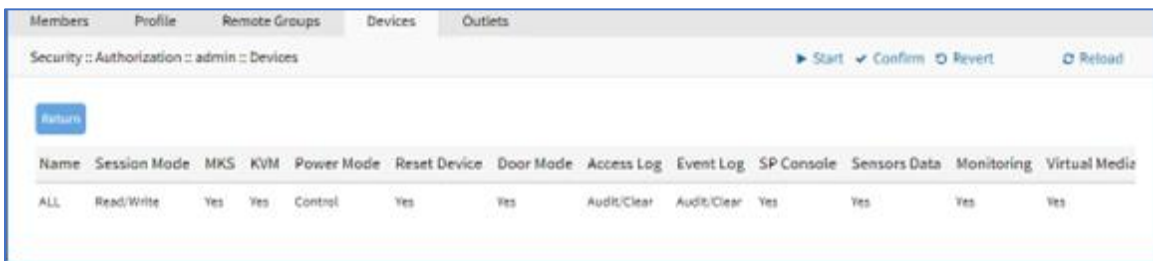 Members Profile Remote Groups Devices Outlets
Security :: Authorization :: admin :: Devices Start Confirm Revert Reload
Return
Name Session Mode MKS KVM Power Mode Reset Device Door Mode Access Log Event Log SP Console Sensors Data Monitoring Virtual Media
ALL Read/Write Yes Yes Control Yes Yes Audit/Clear Audit/Clear Yes Yes Yes Yes